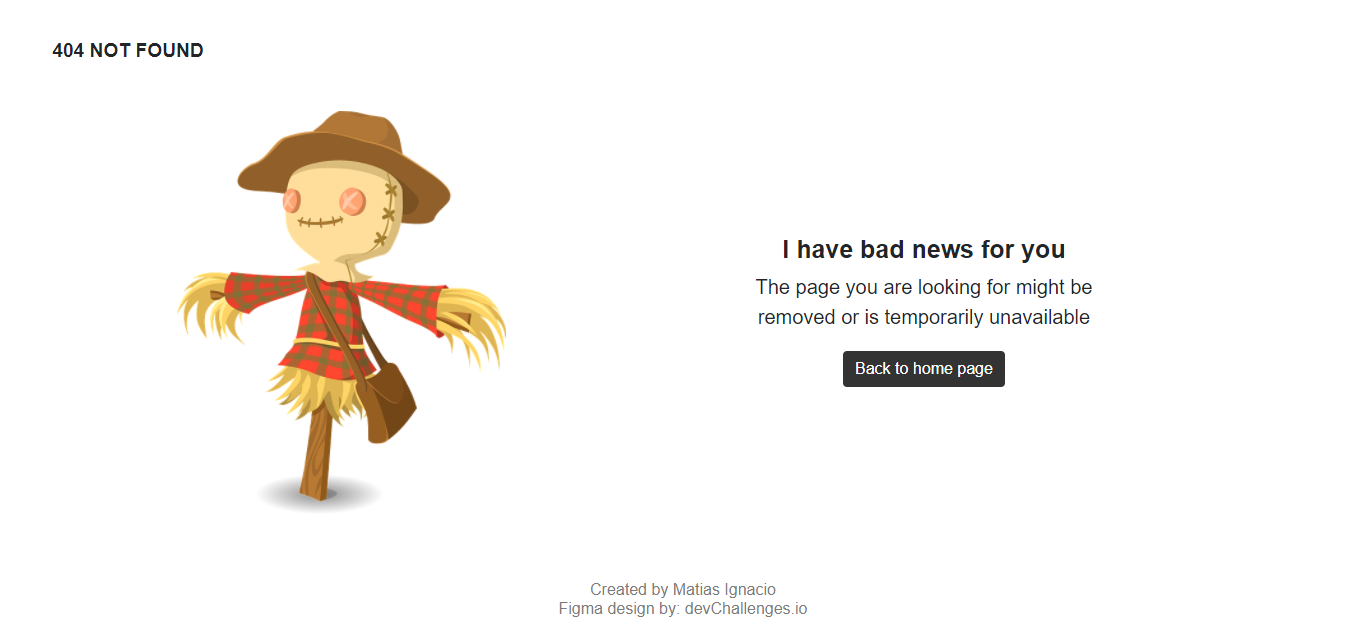 404 NOT FOUND
I have bad news for you
The page you are looking for might be
removed or is temporarily unavailable
Back to home page
Created by Matias Ignacio
Figma design by: devChallenges.io